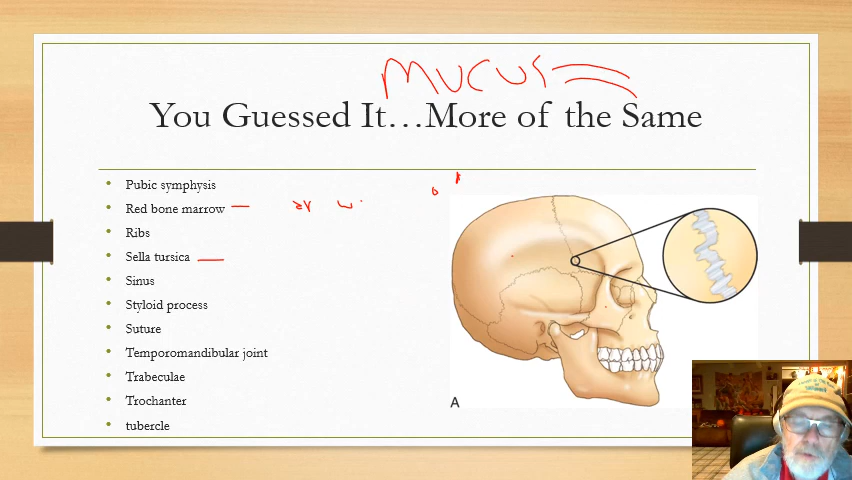 MUCUS
You Guessed It…More of the Same
Pubic symphysis
Red bone marrow
Ribs
Sella tursica
Sinus
Styloid process
Suture
Temporomandibular joint
Trabeculae
Trochanter
tubercle
A